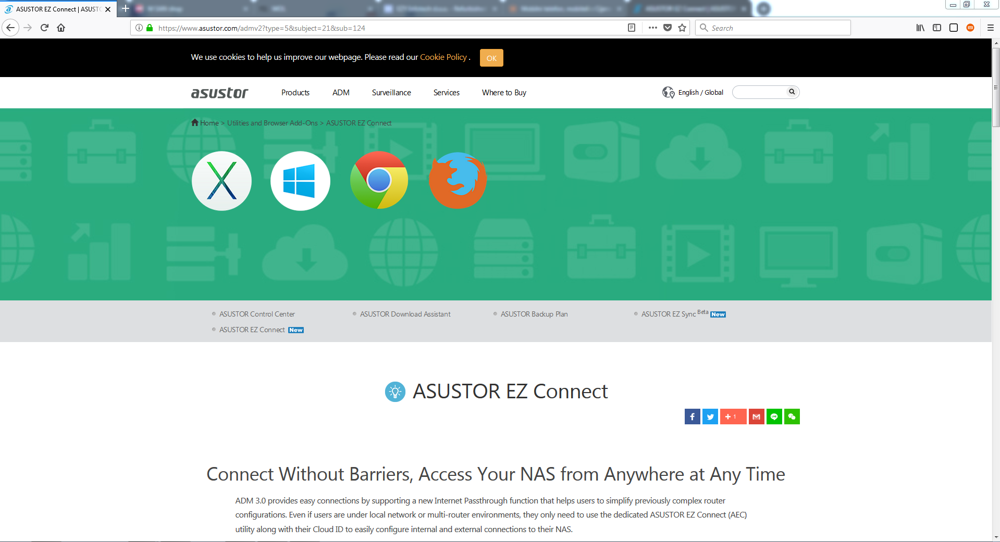 ASUSTOR EZ Connect | ASUSTO
https://www.asustor.com/admv2?type=5&subject=21&sub=124
Search
We use cookies to help us improve our webpage. Please read our Cookie Policy . OK
asustor Products ADM Surveillance Services Where to Buy English / Global
Home > Utilities and Browser Add-Ons > ASUSTOR EZ Connect
ASUSTOR Control Center ASUSTOR Download Assistant ASUSTOR Backup Plan ASUSTOR EZ Sync Beta New
ASUSTOR EZ Connect New
ASUSTOR EZ Connect
+ 1
LINE
Connect Without Barriers, Access Your NAS from Anywhere at Any Time
ADM 3.0 provides easy connections by supporting a new Internet Passthrough function that helps users to simplify previously complex router
configurations. Even if users are under local network or multi-router environments, they only need to use the dedicated ASUSTOR EZ Connect (AEC)
utility along with their Cloud ID to easily configure internal and external connections to their NAS.